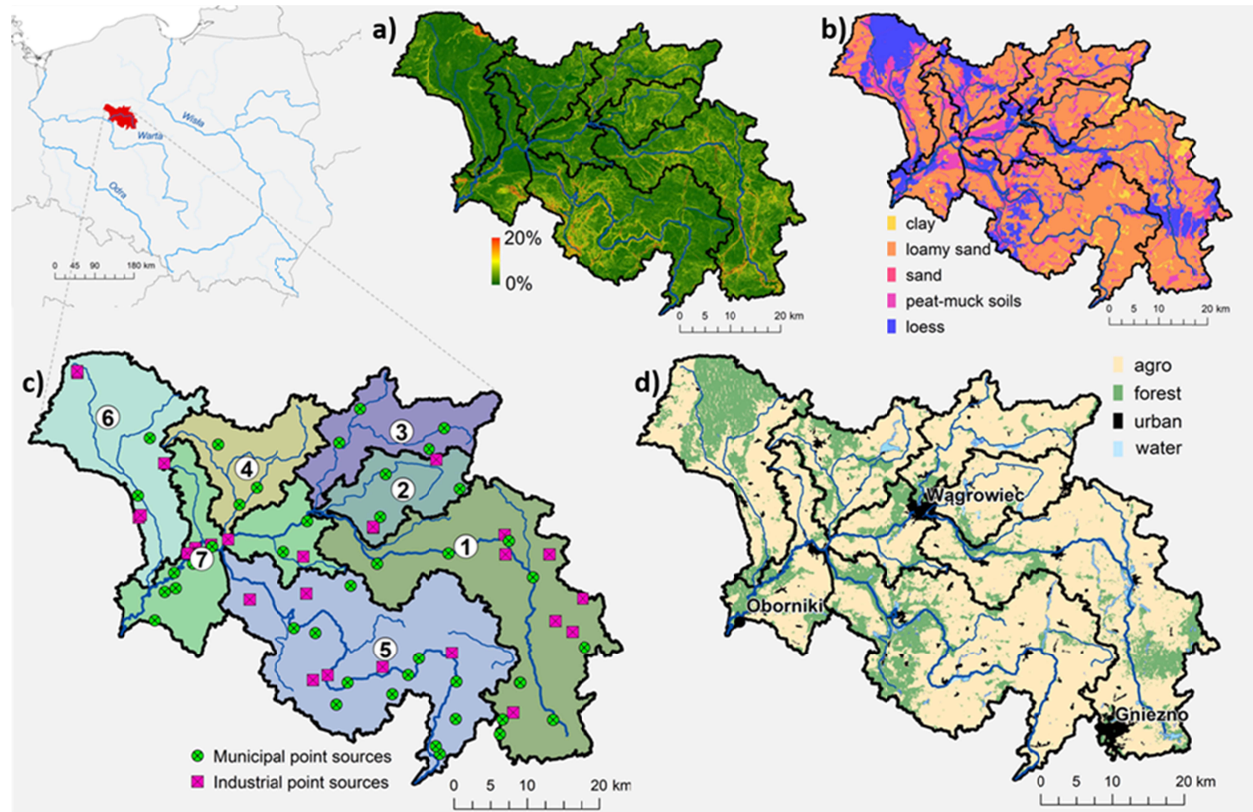 Wisła
Warta
Odra
0 45 90 180 km
a)
20%
0%
0 5 10 20 km
b)
clay
loamy sand
sand
peat-muck soils
loess
0 5 10 20 km
c)
6
3
4
2
1
7
5
Municipal point sources
Industrial point sources
0 5 10 20 km
d)
agro
forest
urban
water
Wągrowiec
Oborniki
Gniezno
0 5 10 20 km